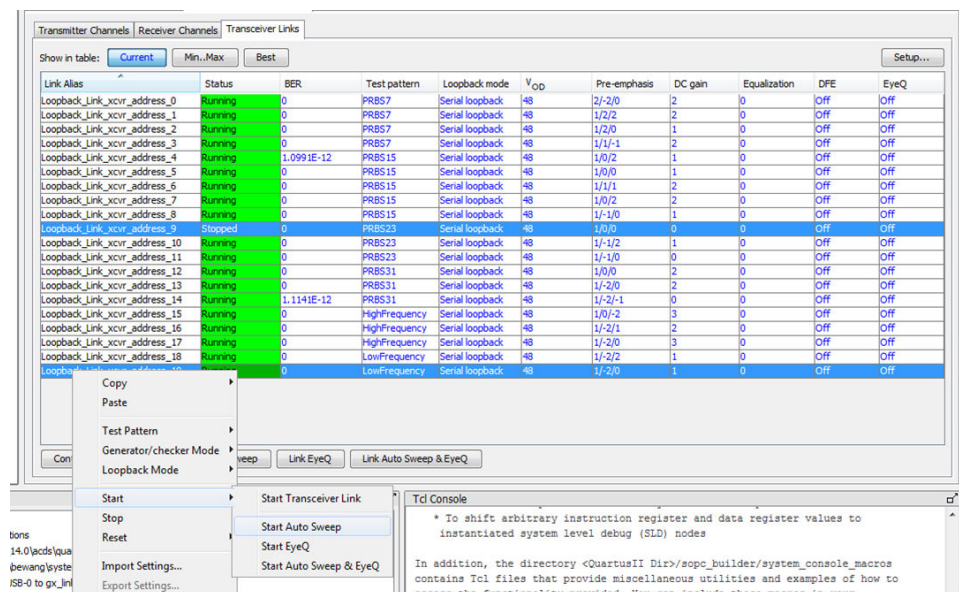 Transmitter Channels Receiver Channels Transceiver Links
Show in table: Current Min..Max Best Setup...
Link Alias Status BER Test pattern Loopback mode VOD Pre-emphasis DC gain Equalization DFE EyeQ
Loopback_Link_xcvr_address_0 Running 0 PRBS7 Serial loopback 48 2/-2/0 2 0 Off Off
Loopback_Link_xcvr_address_1 Running 0 PRBS7 Serial loopback 48 1/2/2 2 0 Off Off
Loopback_Link_xcvr_address_2 Running 0 PRBS7 Serial loopback 48 1/2/0 1 0 Off Off
Loopback_Link_xcvr_address_3 Running 0 PRBS7 Serial loopback 48 1/1/-1 2 0 Off Off
Loopback_Link_xcvr_address_4 Running 1.0991E-12 PRBS15 Serial loopback 48 1/0/2 1 0 Off Off
Loopback_Link_xcvr_address_5 Running 0 PRBS15 Serial loopback 48 1/0/0 1 0 Off Off
Loopback_Link_xcvr_address_6 Running 0 PRBS15 Serial loopback 48 1/1/1 2 0 Off Off
Loopback_Link_xcvr_address_7 Running 0 PRBS15 Serial loopback 48 1/0/2 2 0 Off Off
Loopback_Link_xcvr_address_8 Running 0 PRBS15 Serial loopback 48 1/-1/0 1 0 Off Off
Loopback_Link_xcvr_address_9 Stopped 0 PRBS23 Serial loopback 48 1/0/0 0 0 Off Off
Loopback_Link_xcvr_address_10 Running 0 PRBS23 Serial loopback 48 1/-1/2 1 0 Off Off
Loopback_Link_xcvr_address_11 Running 0 PRBS23 Serial loopback 48 1/-1/0 0 0 Off Off
Loopback_Link_xcvr_address_12 Running 0 PRBS31 Serial loopback 48 1/0/0 2 0 Off Off
Loopback_Link_xcvr_address_13 Running 0 PRBS31 Serial loopback 48 1/-2/0 2 0 Off Off
Loopback_Link_xcvr_address_14 Running 1.1141E-12 PRBS31 Serial loopback 48 1/-2/-1 0 0 Off Off
Loopback_Link_xcvr_address_15 Running 0 HighFrequency Serial loopback 48 1/0/-2 3 0 Off Off
Loopback_Link_xcvr_address_16 Running 0 HighFrequency Serial loopback 48 1/-2/1 2 0 Off Off
Loopback_Link_xcvr_address_17 Running 0 HighFrequency Serial loopback 48 1/-2/0 3 0 Off Off
Loopback_Link_xcvr_address_18 Running 0 LowFrequency Serial loopback 48 1/-2/2 1 0 Off Off
0 LowFrequency Serial loopback 48 1/-2/0 1 0 Off Off
Copy
Paste
Test Pattern
Generator/checker Mode
Loopback Mode
Start
Stop
Reset
Import Settings...
Export Settings...
Con weep Link EyeQ Link Auto Sweep & EyeQ
Start Transceiver Link
Start Auto Sweep
Start EyeQ
Start Auto Sweep & EyeQ
tions
14.0\acds\qua
bewang\syste
JSB-0 to gx_lin
Tcl Console
* To shift arbitrary instruction register and data register values to
instantiated system level debug (SLD) nodes
In addition, the directory <QuartusII Dir>/sopc_builder/system_console_macros
contains Tcl files that provide miscellaneous utilities and examples of how to